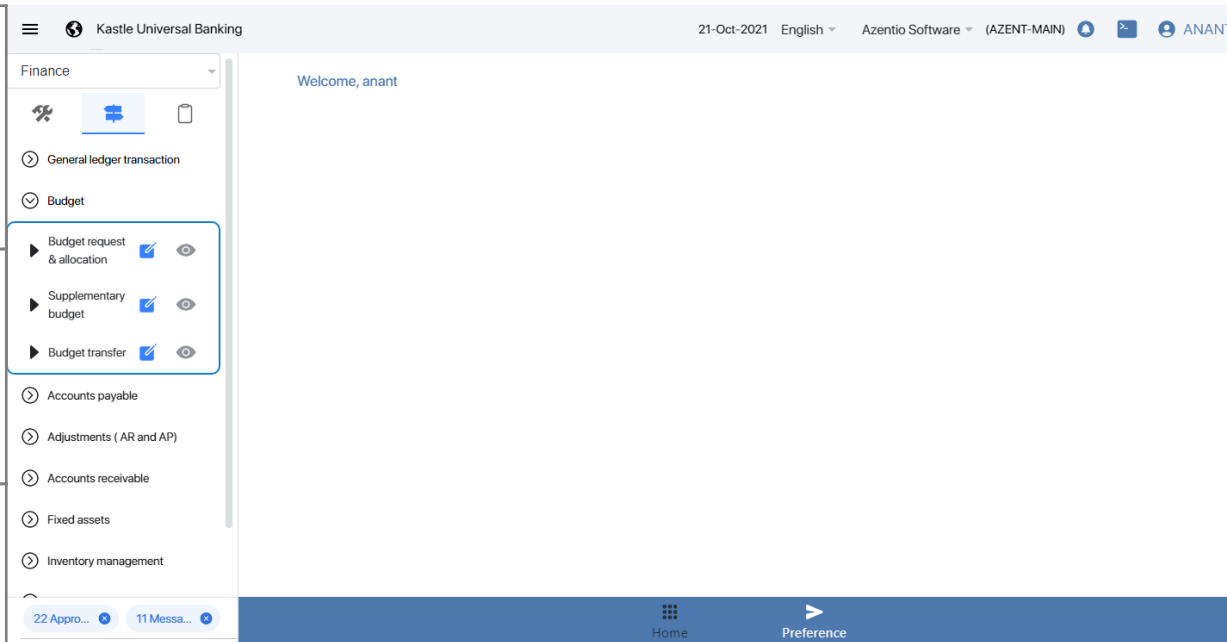 Kastle Universal Banking
21-Oct-2021 English Azentio Software (AZENT-MAIN) ANANT
Finance
Welcome, anant
General ledger transaction
Budget
Budget request
& allocation
Supplementary
budget
Budget transfer
Accounts payable
Adjustments ( AR and AP)
Accounts receivable
Fixed assets
Inventory management
22 Appro... 11 Messa...
Home
Preference